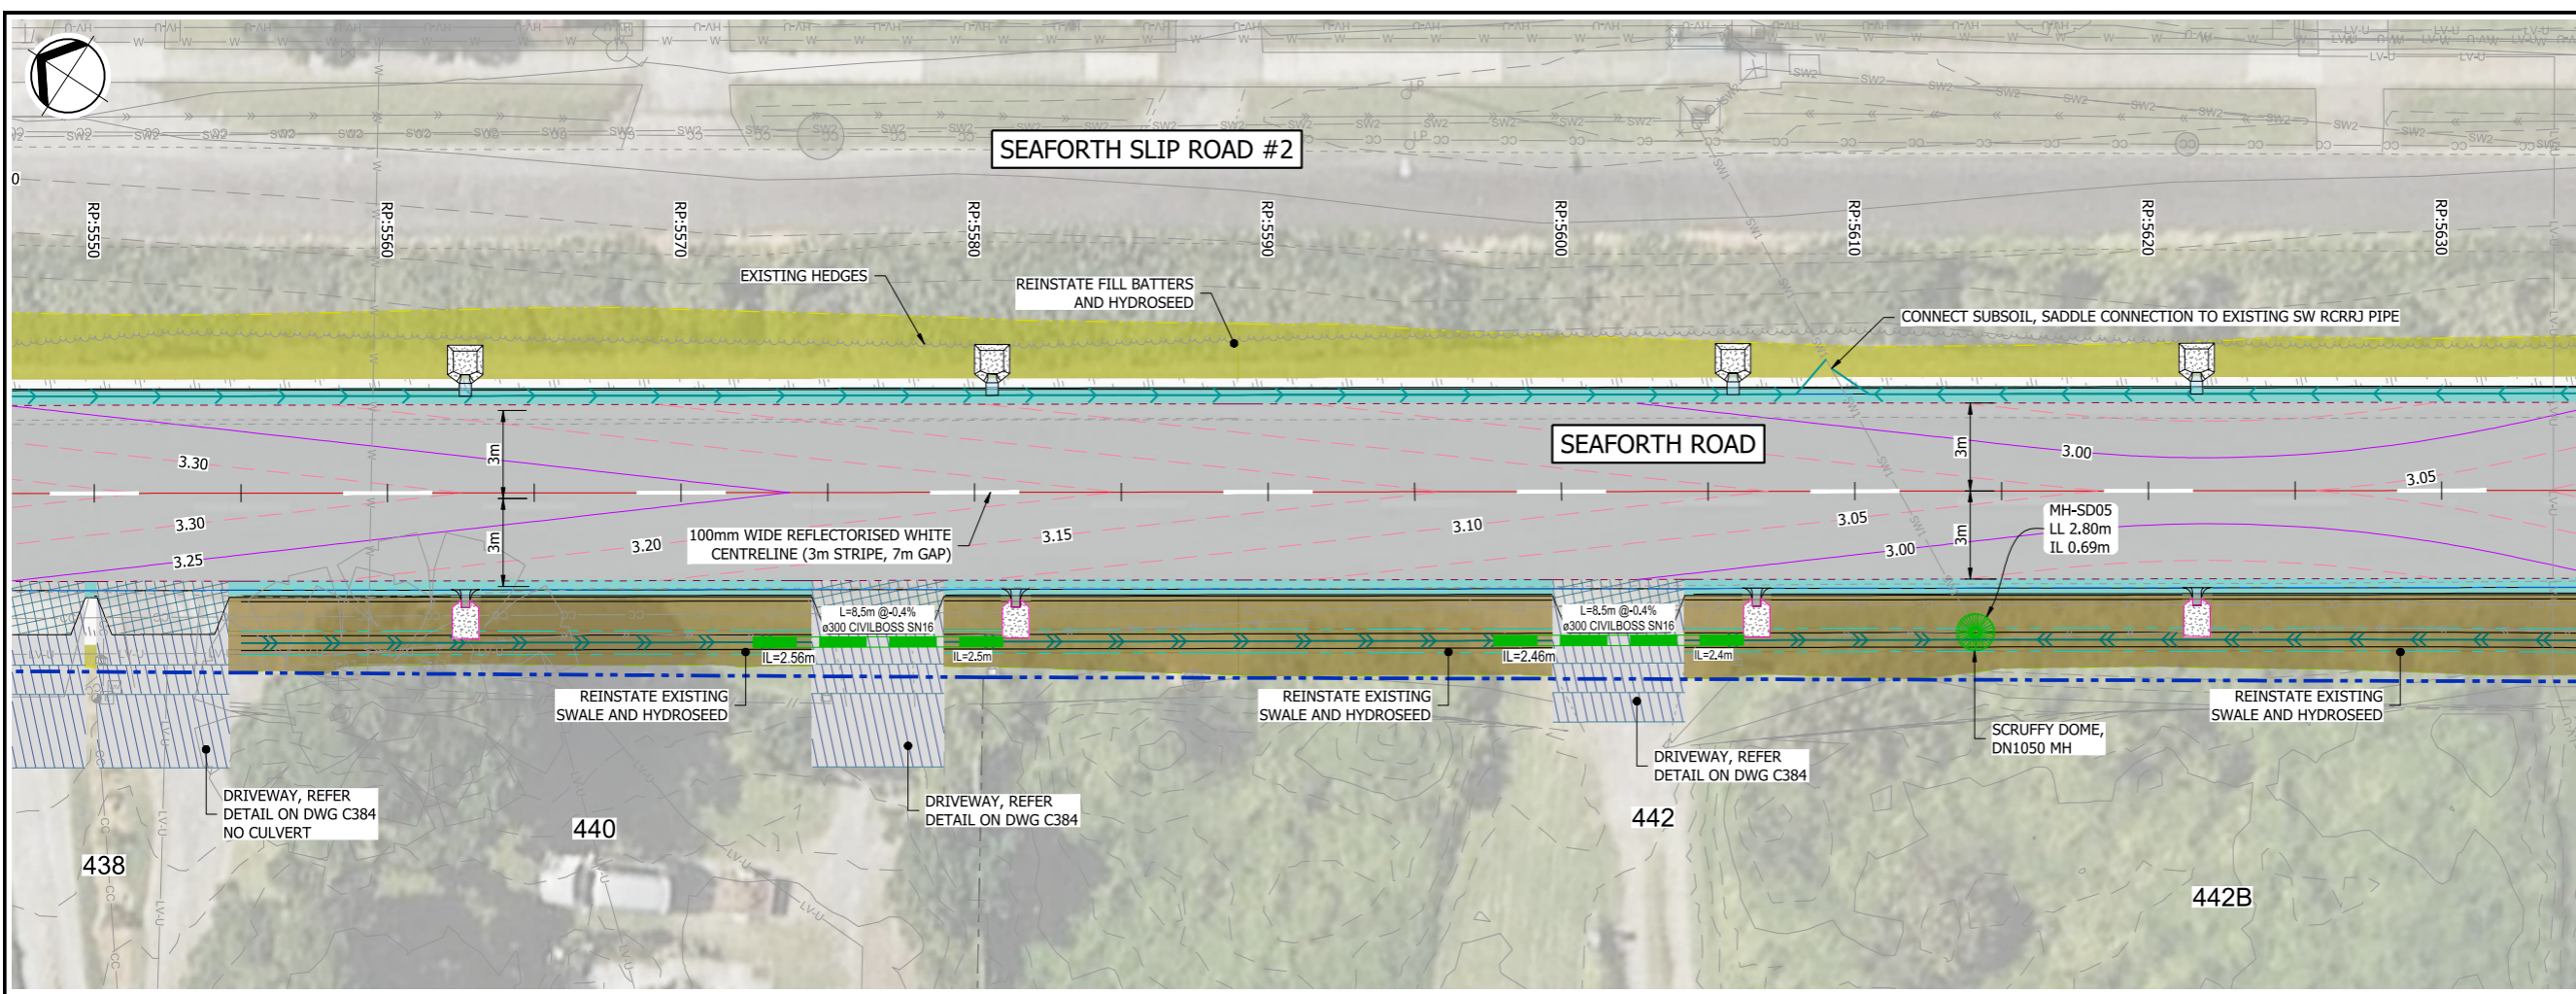 SEAFORTH SLIP ROAD #2
0
RP:5550
RP:5560
RP:5570
RP:5580
RP:5590
RP:5600
RP:5610
RP:5620
RP:5630
EXISTING HEDGES
REINSTATE FILL BATTERS
AND HYDROSEED
CONNECT SUBSOIL, SADDLE CONNECTION TO EXISTING SW RCRRJ PIPE
SEAFORTH ROAD
3m
3m
3m
3m
3.30
3.30
3.25
3.20
3.15
3.10
3.05
3.00
3.00
3.05
100mm WIDE REFLECTORISED WHITE
CENTRELINE (3m STRIPE, 7m GAP)
MH-SD05
LL 2.80m
IL 0.69m
L=8.5m @-0.4%
ø300 CIVILBOSS SN16
L=8.5m @-0.4%
ø300 CIVILBOSS SN16
IL=2.56m
IL=2.5m
IL=2.46m
IL=2.4m
REINSTATE EXISTING
SWALE AND HYDROSEED
REINSTATE EXISTING
SWALE AND HYDROSEED
REINSTATE EXISTING
SWALE AND HYDROSEED
SCRUFFY DOME,
DN1050 MH
DRIVEWAY, REFER
DETAIL ON DWG C384
NO CULVERT
DRIVEWAY, REFER
DETAIL ON DWG C384
DRIVEWAY, REFER
DETAIL ON DWG C384
438
440
442
442B